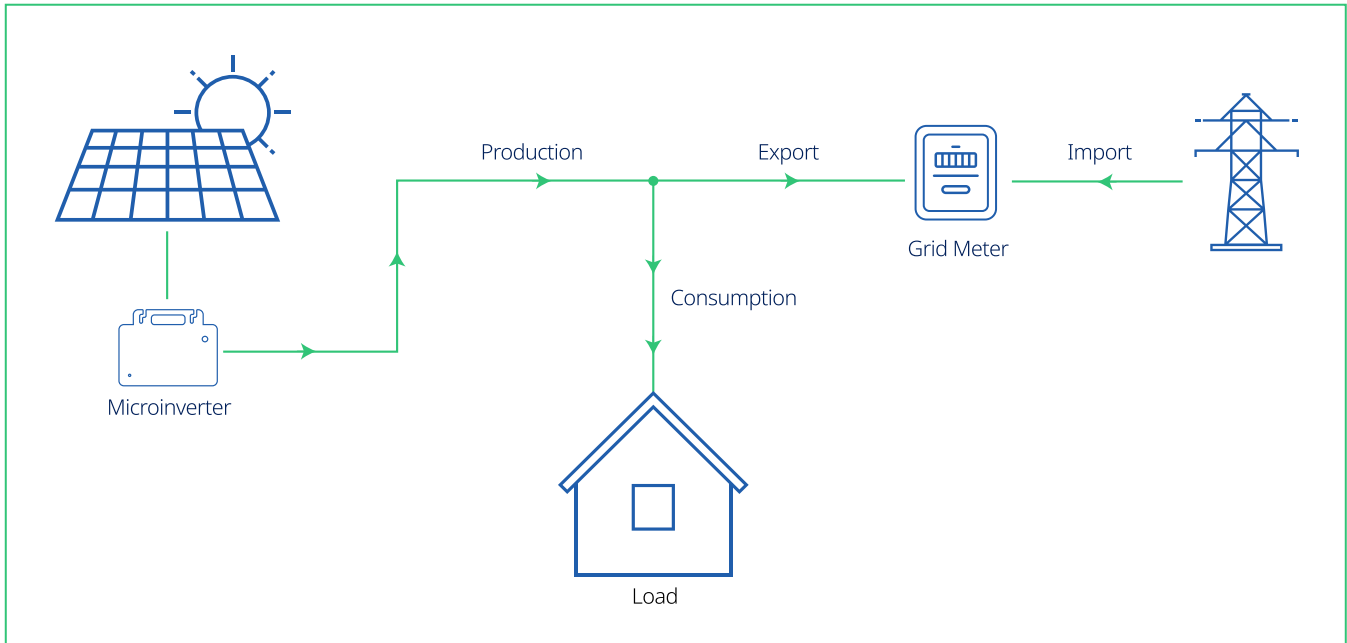 Production
Export
Import
Grid Meter
Consumption
Microinverter
Load